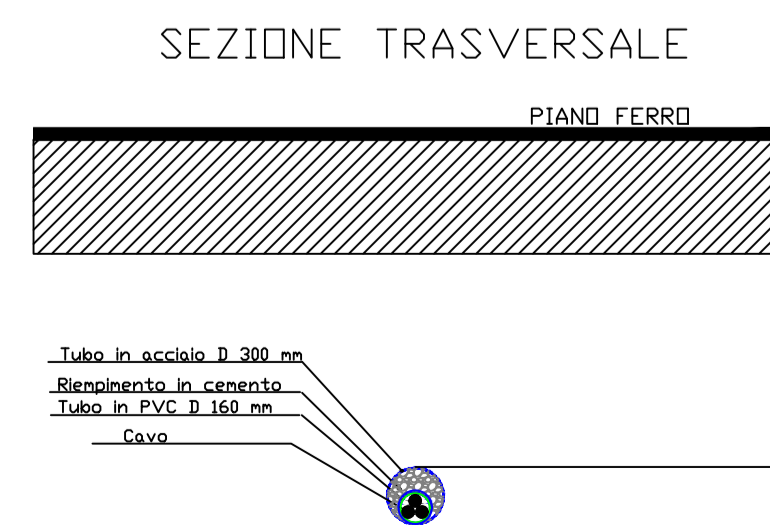 SEZIONE TRASVERSALE
PIANO FERRO
Tubo in acciaio D 300 mm
Riempimento in cemento
Tubo in PVC D 160 mm
Cavo